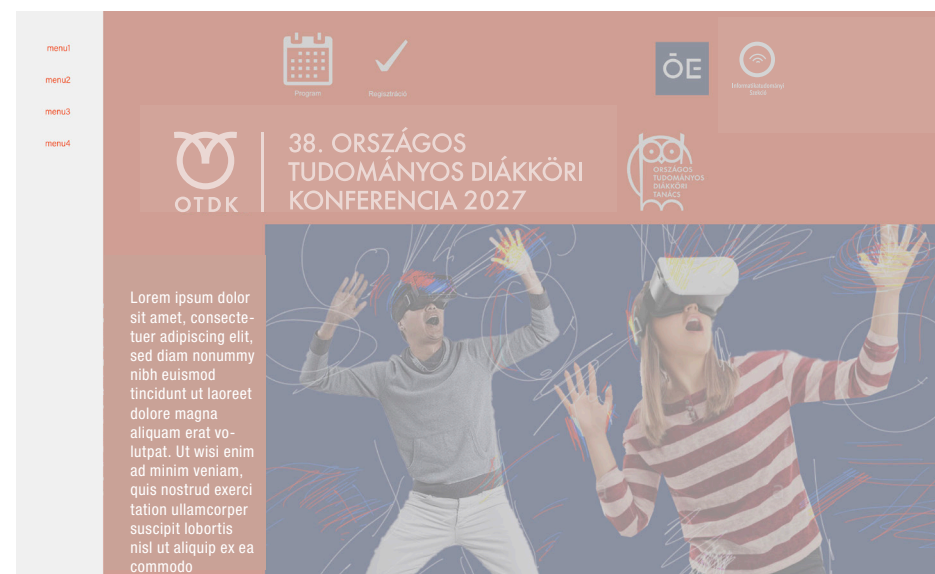 menu1
menu2
menu3
menu4
Program
Regisztráció
ŌE
OTDK
38. ORSZÁGOS
TUDOMÁNYOS DIÁKKÖRI
KONFERENCIA 2027
ORSZÁGOS
TUDOMÁNYOS
DIÁKKÖRI
TANÁCS
Lorem ipsum dolor
sit amet, consecte-
tuer adipiscing elit,
sed diam nonummy
nibh euismod
tincidunt ut laoreet
dolore magna
aliquam erat vo-
lutpat. Ut wisi enim
ad minim veniam,
quis nostrud exerci
tation ullamcorper
suscipit lobortis
nisl ut aliquip ex ea
commodo